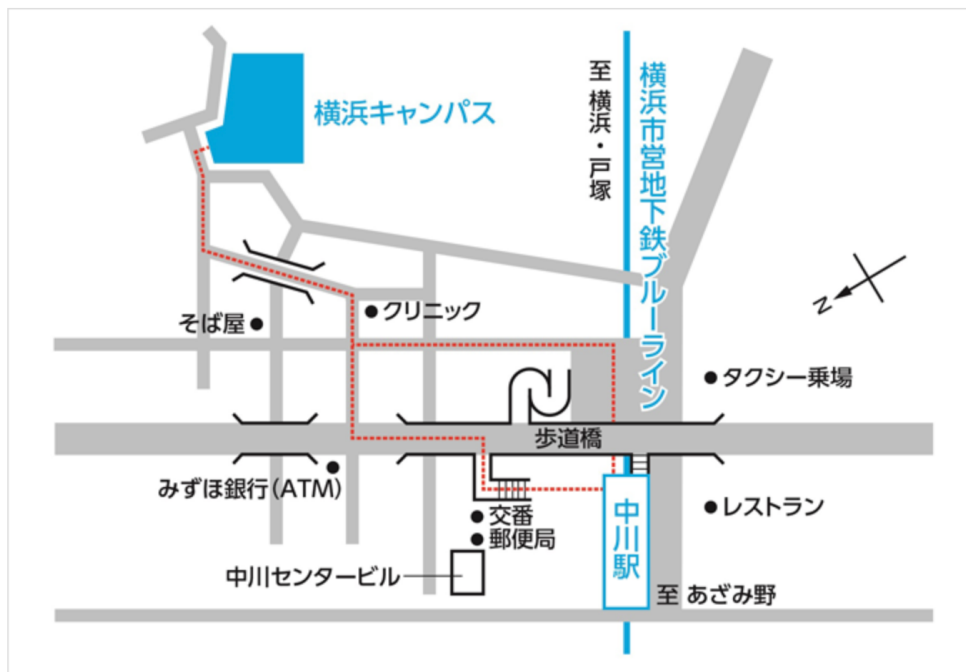 横浜キャンパス
至 横浜・戸塚
横浜市営地下鉄ブルーライン
N
クリニック
そば屋
タクシー乗場
歩道橋
みずほ銀行(ATM)
レストラン
交番
郵便局
中川駅
中川センタービル
至 あざみ野